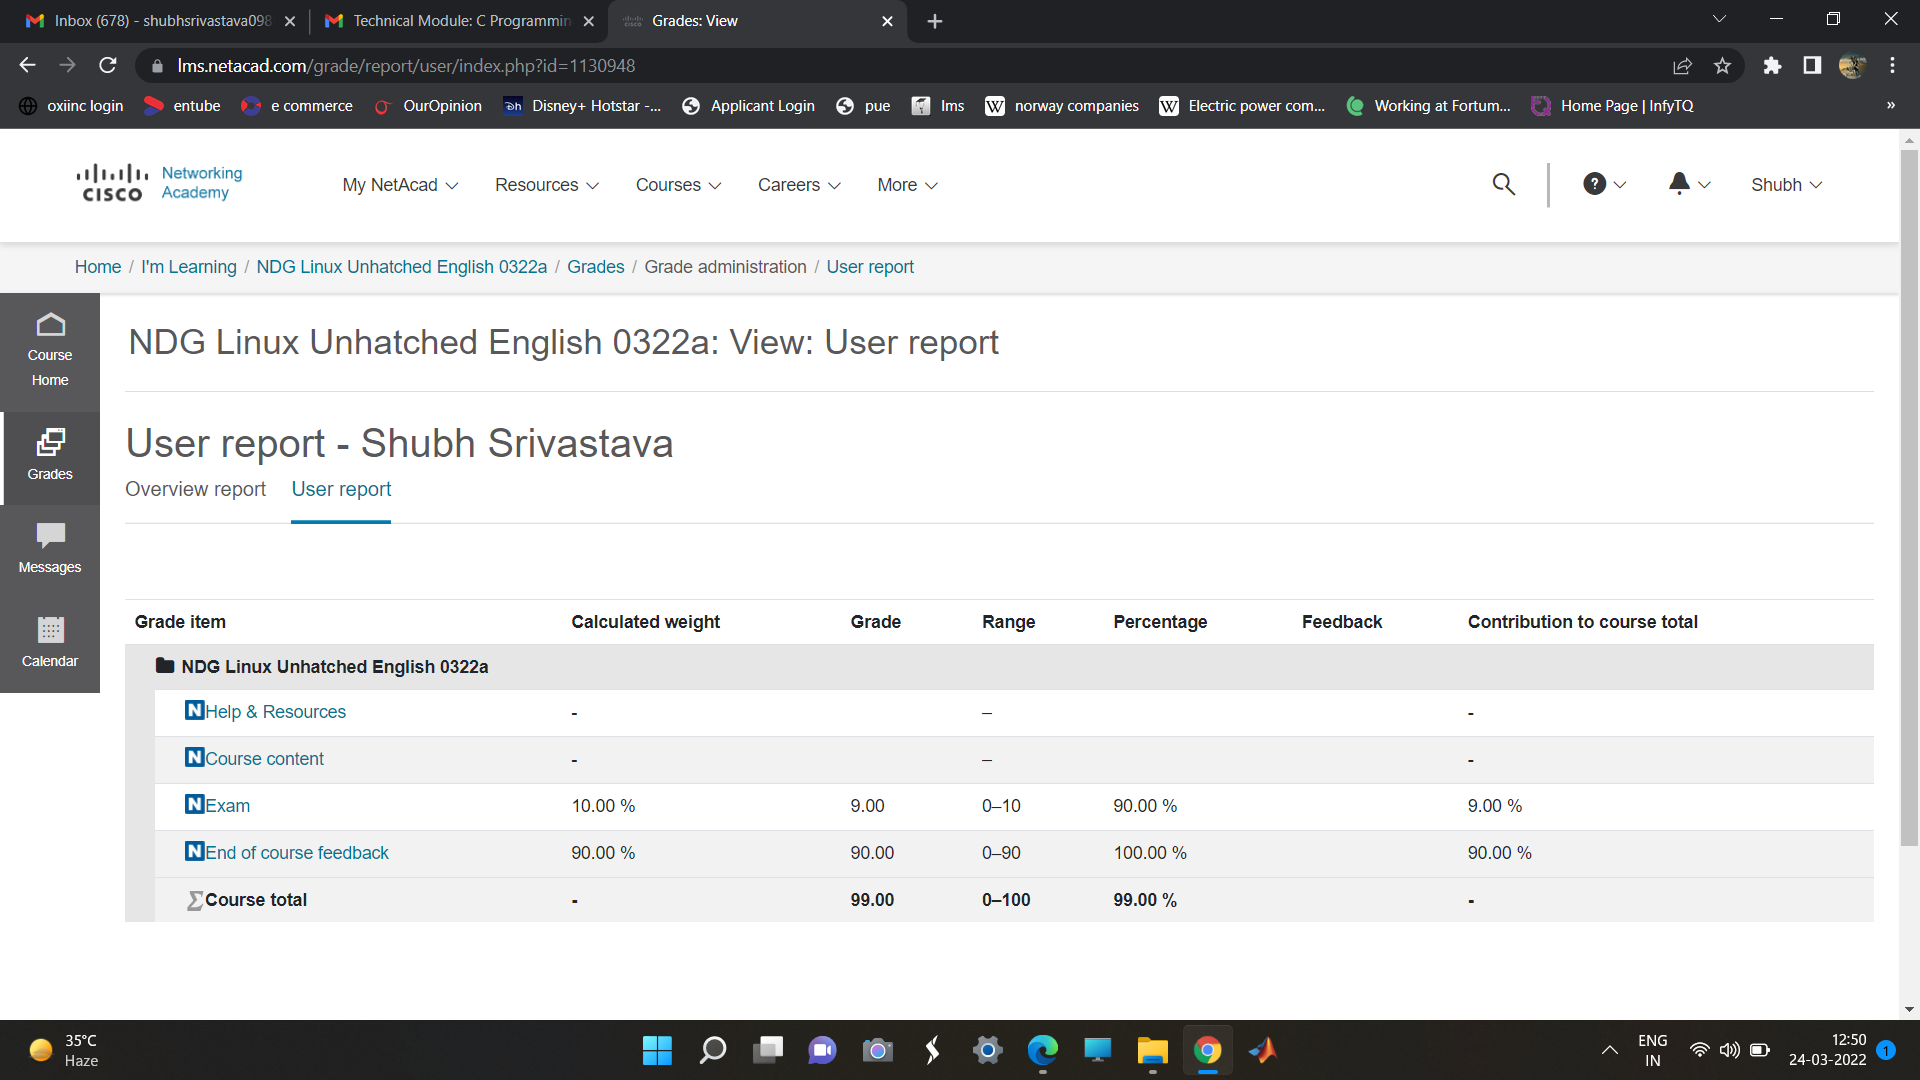 Inbox (678) - shubhsrivastava098
Technical Module: C Programmin
Grades: View
lms.netacad.com/grade/report/user/index.php?id=1130948
oxiinc login
entube
e commerce
OurOpinion
Disney+ Hotstar -...
Applicant Login
pue
lms
norway companies
Electric power com...
Working at Fortum...
Home Page | InfyTQ
»
cisco Networking Academy
My NetAcad
Resources
Courses
Careers
More
Shubh
Home / I'm Learning / NDG Linux Unhatched English 0322a / Grades / Grade administration / User report
Course
Home
Grades
Messages
Calendar
NDG Linux Unhatched English 0322a: View: User report
User report - Shubh Srivastava
Overview report User report
Grade item Calculated weight Grade Range Percentage Feedback Contribution to course total
NDG Linux Unhatched English 0322a
N Help & Resources - – -
N Course content - – -
N Exam 10.00 % 9.00 0–10 90.00 % 9.00 %
N End of course feedback 90.00 % 90.00 0–90 100.00 % 90.00 %
Σ Course total - 99.00 0–100 99.00 % -
35°C
Haze
ENG
IN
12:50
24-03-2022
1